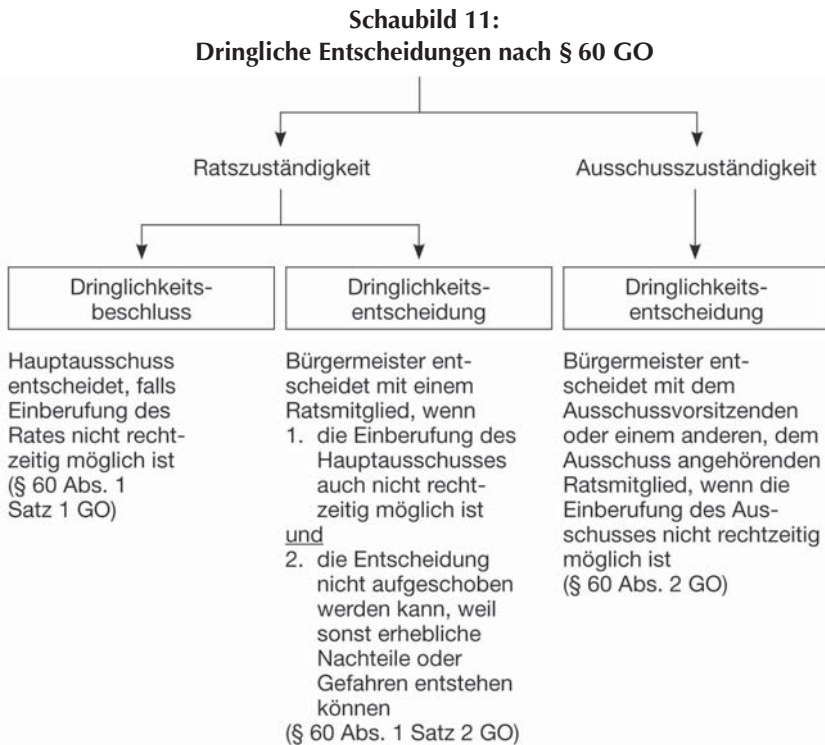 Schaubild 11:
Dringliche Entscheidungen nach § 60 GO
Ratszuständigkeit
Ausschusszuständigkeit
Dringlichkeits-
beschluss
Hauptausschuss
entscheidet, falls
Einberufung des
Rates nicht recht-
zeitig möglich ist
(§ 60 Abs. 1
Satz 1 GO)
Dringlichkeits-
entscheidung
Bürgermeister ent-
scheidet mit einem
Ratsmitglied, wenn
1. die Einberufung des
Hauptausschusses
auch nicht recht-
zeitig möglich ist
und
2. die Entscheidung
nicht aufgeschoben
werden kann, weil
sonst erhebliche
Nachteile oder
Gefahren entstehen
können
(§ 60 Abs. 1 Satz 2 GO)
Dringlichkeits-
entscheidung
Bürgermeister ent-
scheidet mit dem
Ausschussvorsitzenden
oder einem anderen, dem
Ausschuss angehörenden
Ratsmitglied, wenn die
Einberufung des Aus-
schusses nicht rechtzeitig
möglich ist
(§ 60 Abs. 2 GO)